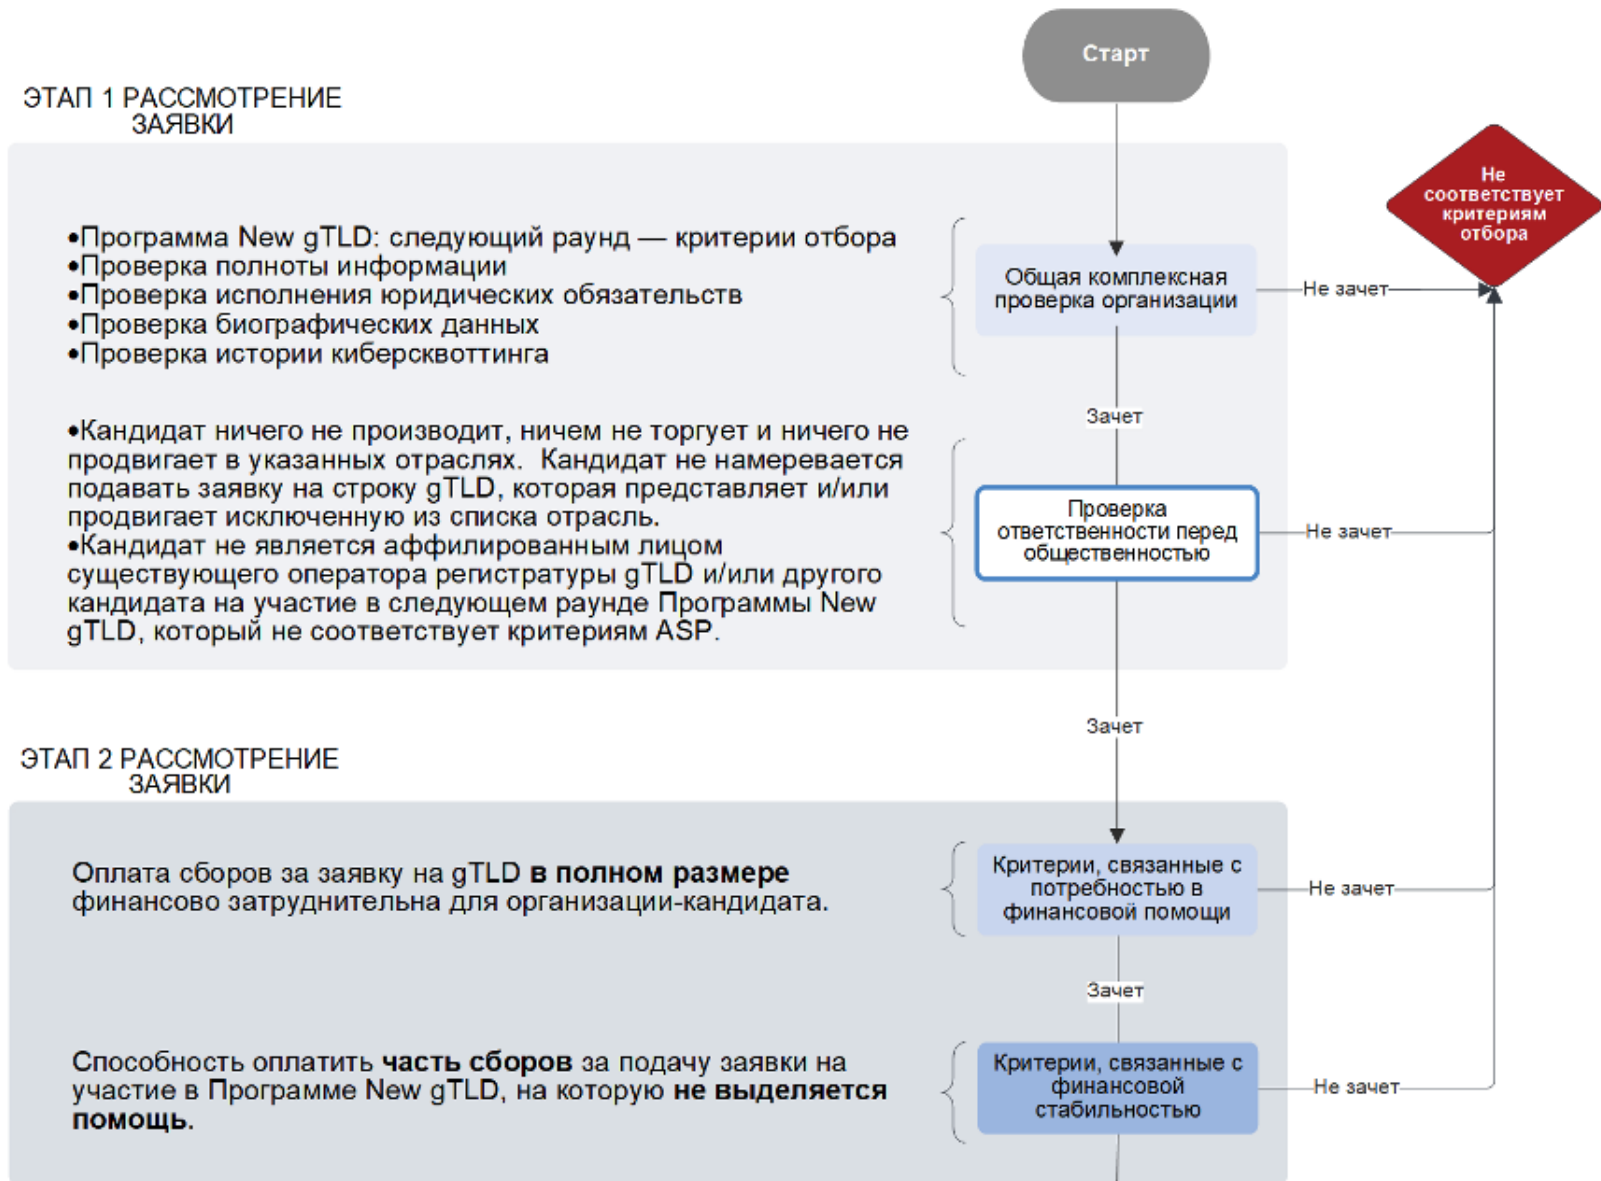 Старт
ЭТАП 1 РАССМОТРЕНИЕ
ЗАЯВКИ
Не
соответствует
критериям
отбора
•Программа New gTLD: следующий раунд — критерии отбора
•Проверка полноты информации
•Проверка исполнения юридических обязательств
•Проверка биографических данных
•Проверка истории киберсквоттинга
Общая комплексная
проверка организации
Не зачет
Зачет
•Кандидат ничего не производит, ничем не торгует и ничего не
продвигает в указанных отраслях. Кандидат не намеревается
подавать заявку на строку gTLD, которая представляет и/или
продвигает исключенную из списка отрасль.
•Кандидат не является аффилированным лицом
существующего оператора регистратуры gTLD и/или другого
кандидата на участие в следующем раунде Программы New
gTLD, который не соответствует критериям ASP.
Проверка
ответственности перед
общественностью
Не зачет
Зачет
ЭТАП 2 РАССМОТРЕНИЕ
ЗАЯВКИ
Оплата сборов за заявку на gTLD в полном размере
финансово затруднительна для организации-кандидата.
Критерии, связанные с
потребностью в
финансовой помощи
Не зачет
Зачет
Способность оплатить часть сборов за подачу заявки на
участие в Программе New gTLD, на которую не выделяется
помощь.
Критерии, связанные с
финансовой
стабильностью
Не зачет